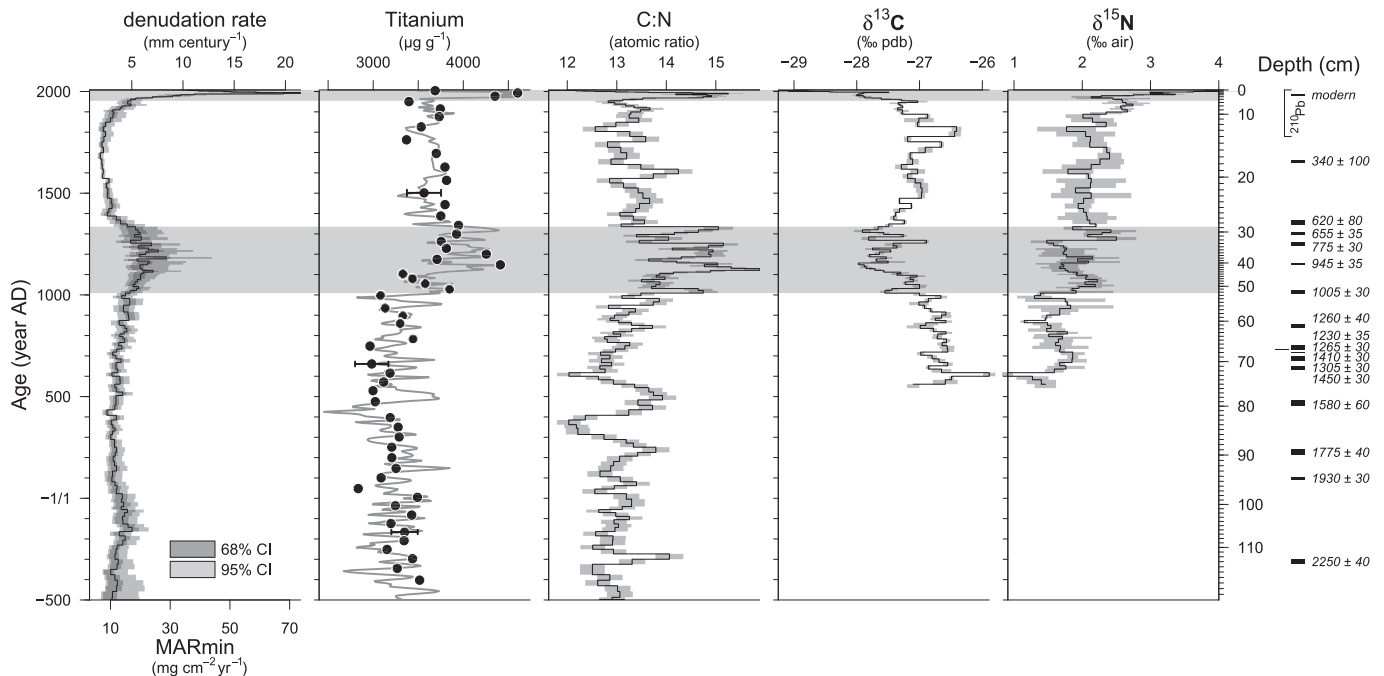 denudation rate
(mm century⁻¹)
5 10 15 20
Titanium
(µg g⁻¹)
3000 4000
C:N
(atomic ratio)
12 13 14 15
δ¹³C
(‰ pdb)
−29 −28 −27 −26
δ¹⁵N
(‰ air)
1 2 3 4
Depth (cm)
Age (year AD)
2000
1500
1000
500
−1/1
−500
68% CI
95% CI
10 30 50 70
MARmin
(mg cm⁻² yr⁻¹)
0
10
20
30
40
50
60
70
80
90
100
110
²¹⁰Pb
modern
340 ± 100
620 ± 80
655 ± 35
775 ± 30
945 ± 35
1005 ± 30
1260 ± 40
1230 ± 35
1265 ± 30
1410 ± 30
1305 ± 30
1450 ± 30
1580 ± 60
1775 ± 40
1930 ± 30
2250 ± 40